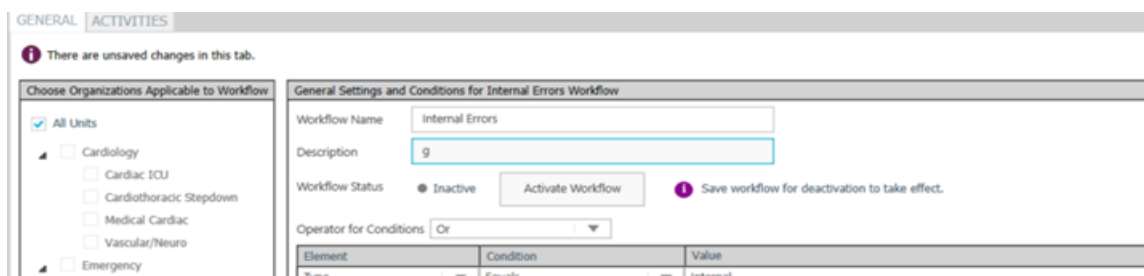 GENERAL ACTIVITIES
There are unsaved changes in this tab.
Choose Organizations Applicable to Workflow
All Units
Cardiology
Cardiac ICU
Cardiothoracic Stepdown
Medical Cardiac
Vascular/Neuro
Emergency
General Settings and Conditions for Internal Errors Workflow
Workflow Name Internal Errors
Description g
Workflow Status Inactive Activate Workflow Save workflow for deactivation to take effect.
Operator for Conditions Or
Element Condition Value
Type Equals Internal